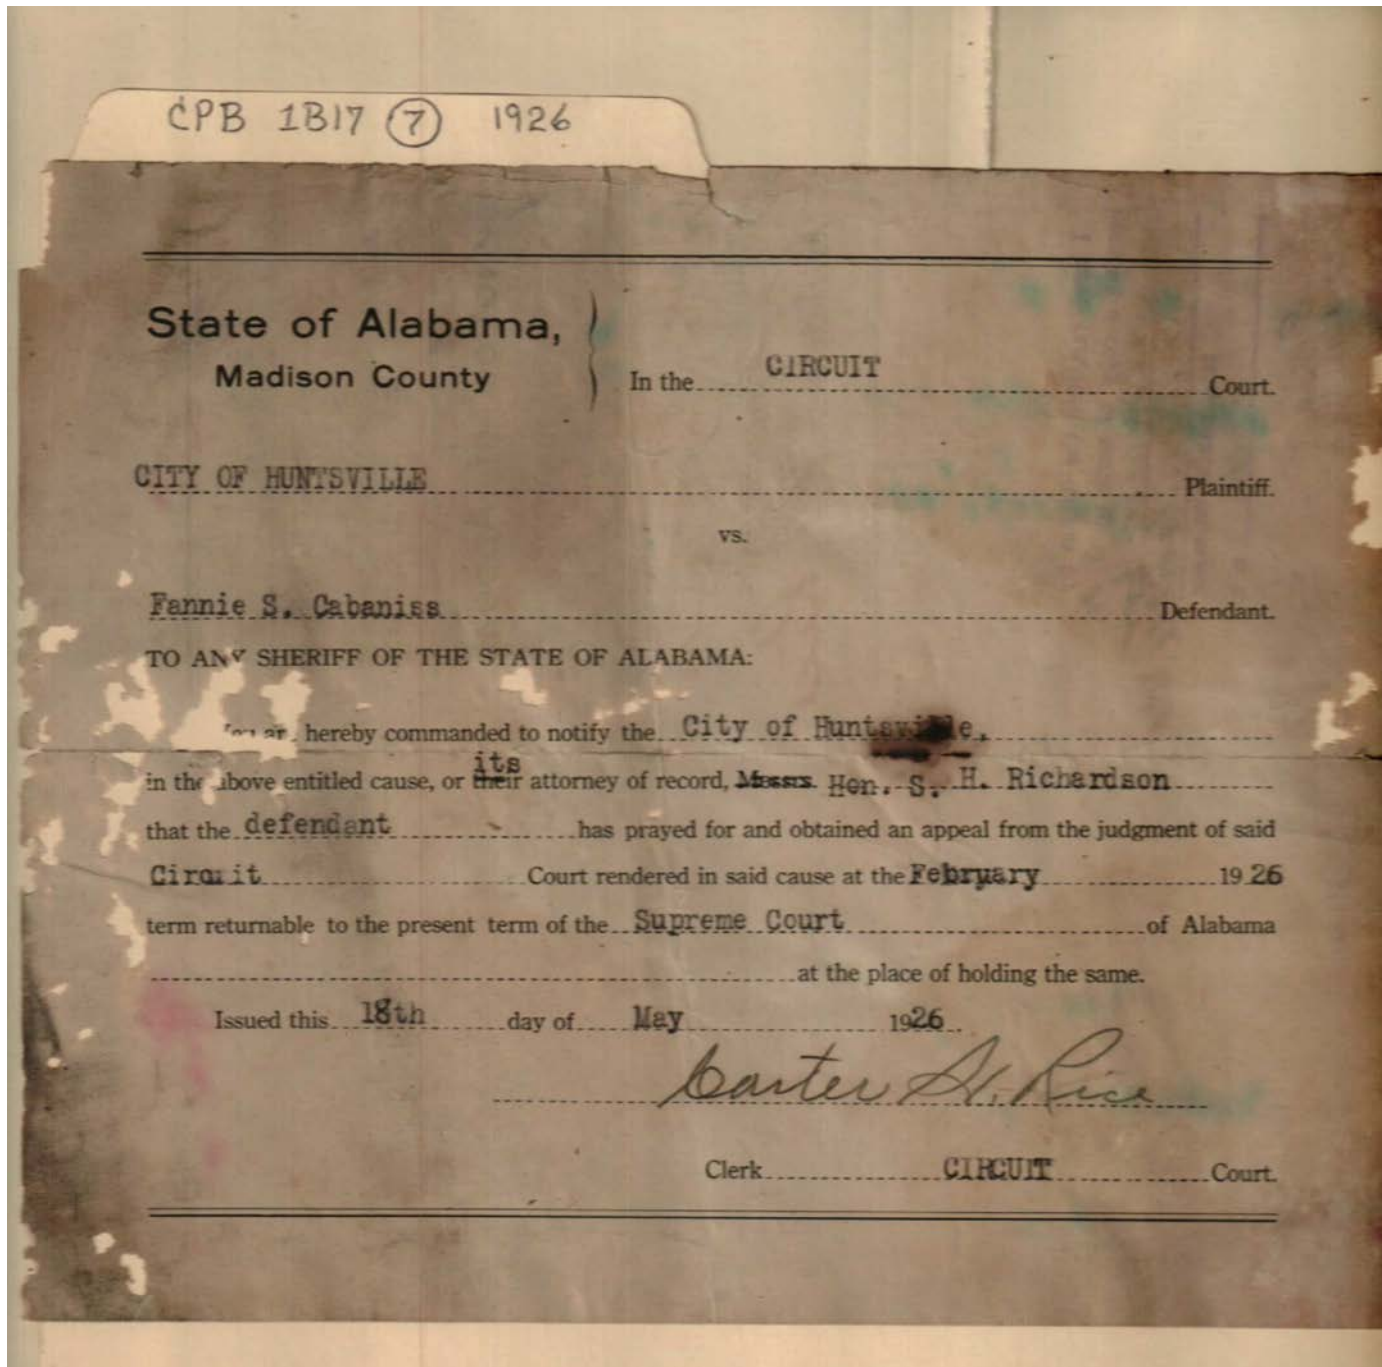 CPB 1B17 7 1926
State of Alabama,
Madison County
In the CIRCUIT Court.
CITY OF HUNTSVILLE Plaintiff.
vs.
Fannie S. Cabaniss Defendant.
TO ANY SHERIFF OF THE STATE OF ALABAMA:
hereby commanded to notify the City of Huntsville,
its
in the above entitled cause, or their attorney of record, Messrs. Hon. S. H. Richardson
that the defendant has prayed for and obtained an appeal from the judgment of said
Circuit Court rendered in said cause at the February 1926
term returnable to the present term of the Supreme Court of Alabama
at the place of holding the same.
Issued this 18th day of May 1926.
Carter H. Rice
Clerk CIRCUIT Court.